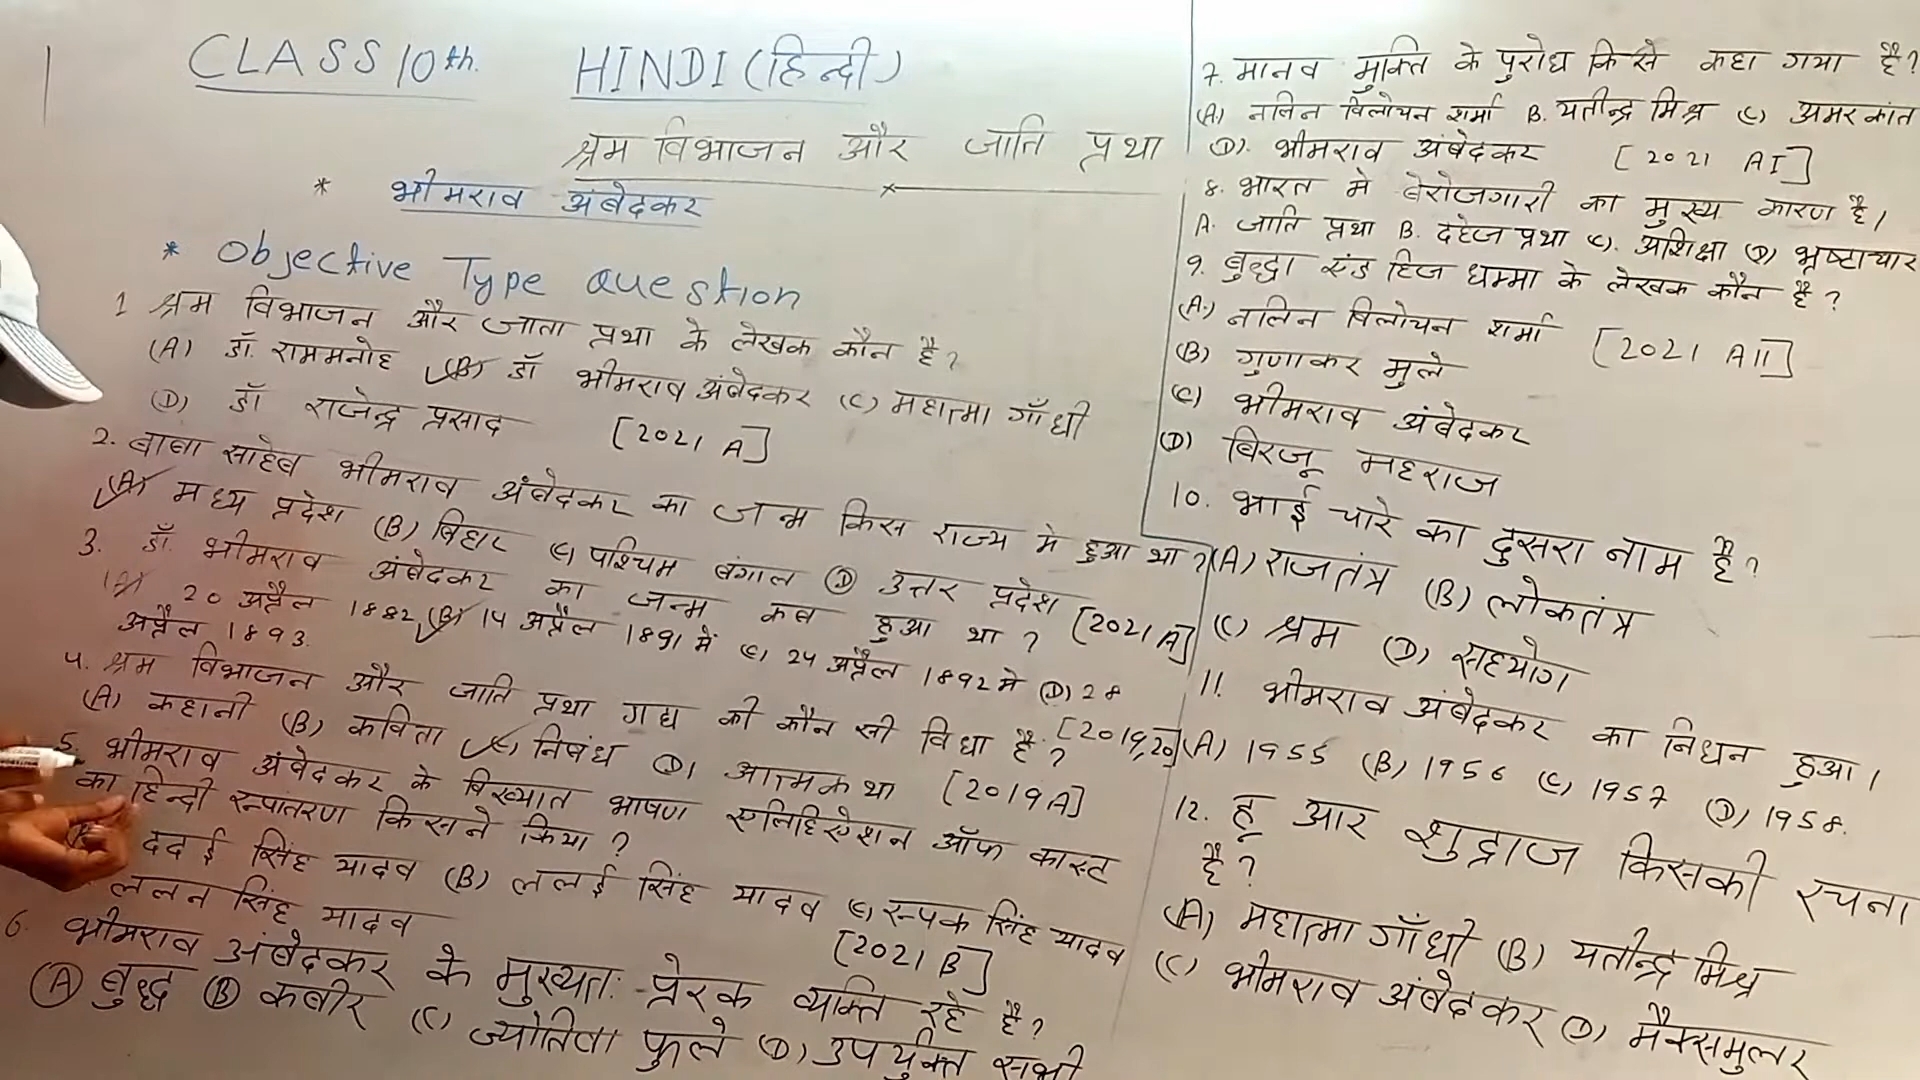 CLASS 10th. HINDI (हिन्दी)
श्रम विभाजन और जाति प्रथा
* भीमराव अंबेदकर
* Objective Type Question
1 श्रम विभाजन और जाता प्रथा के लेखक कौन है?
(A) डॉ. राममनोह (B) डॉ भीमराव अंबेदकर (C) महात्मा गाँधी
(D) डॉ राजेन्द्र प्रसाद [2021 A]
2. बाबा साहेब भीमराव अंबेदकर का जन्म किस राज्य मे हुआ था?
(A) मध्य प्रदेश (B) बिहार (C) पश्चिम बंगाल (D) उत्तर प्रदेश [2021 A]
3. डॉ. भीमराव अंबेदकर का जन्म कब हुआ था?
(A) 20 अप्रैल 1882 (B) 14 अप्रैल 1891 में (C) 24 अप्रैल 1892 मे (D) 28
अप्रैल 1893.
4. श्रम विभाजन और जाति प्रथा गद्य की कौन सी विधा है? [2019,20]
(A) कहानी (B) कविता (C) निबंध (D) आत्मकथा [2019 A]
5. भीमराव अंबेदकर के विख्यात भाषण एलिहिऐशन ऑफ कास्ट
का हिन्दी रूपांतरण किसने किया?
ददई सिंह यादव (B) ललई सिंह यादव (C) रूपक सिंह यादव
ललन सिंह यादव [2021 B]
6. भीमराव अंबेदकर के मुख्यतः प्रेरक व्यक्ति रहे है?
(A) बुद्ध (B) कबीर (C) ज्योतिबा फुले (D) उपर्युक्त सभी
7. मानव मुक्ति के पुरोध किसे कहा गया है?
(A) नलिन विलोचन शर्मा B. यतीन्द्र मिश्र (C) अमरकांत
(D). भीमराव अंबेदकर [2021 AI]
8. भारत मे बेरोजगारी का मुख्य कारण है।
A. जाति प्रथा B. दहेज प्रथा (C). अशिक्षा (D) भ्रष्टाचार
9. बुद्धा एंड हिज धम्मा के लेखक कौन है?
(A) नलिन विलोचन शर्मा [2021 AII]
(B) गुणाकर मुले
(C) भीमराव अंबेदकर
(D) बिरजू महराज
10. भाई चारे का दुसरा नाम है?
(A) राजतंत्र (B) लोकतंत्र
(C) श्रम (D) सहयोग
11. भीमराव अंबेदकर का निधन हुआ।
(A) 1955 (B) 1956 (C) 1957 (D) 1958.
12. हू आर शुद्राज किसकी रचना
है?
(A) महात्मा गाँधी (B) यतीन्द्र मिश्र
(C) भीमराव अंबेदकर (D) मैक्समुलर